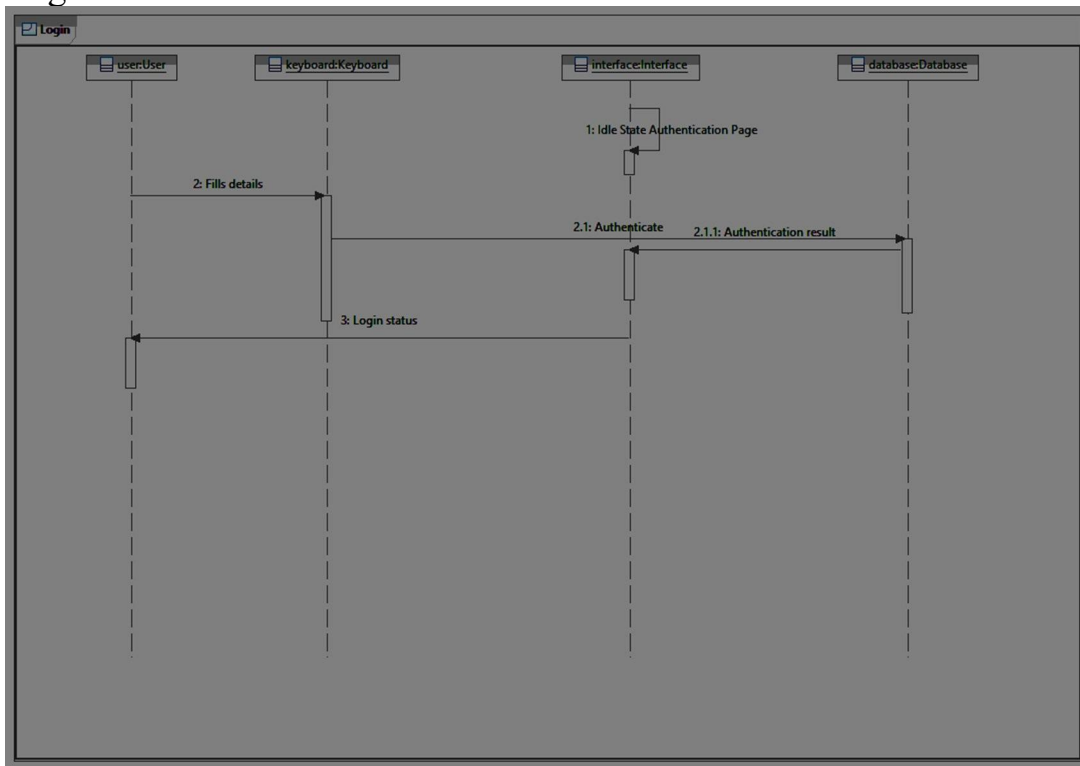 Login
user:User
keyboard:Keyboard
interface:Interface
database:Database
1: Idle State Authentication Page
2: Fills details
2.1: Authenticate
2.1.1: Authentication result
3: Login status